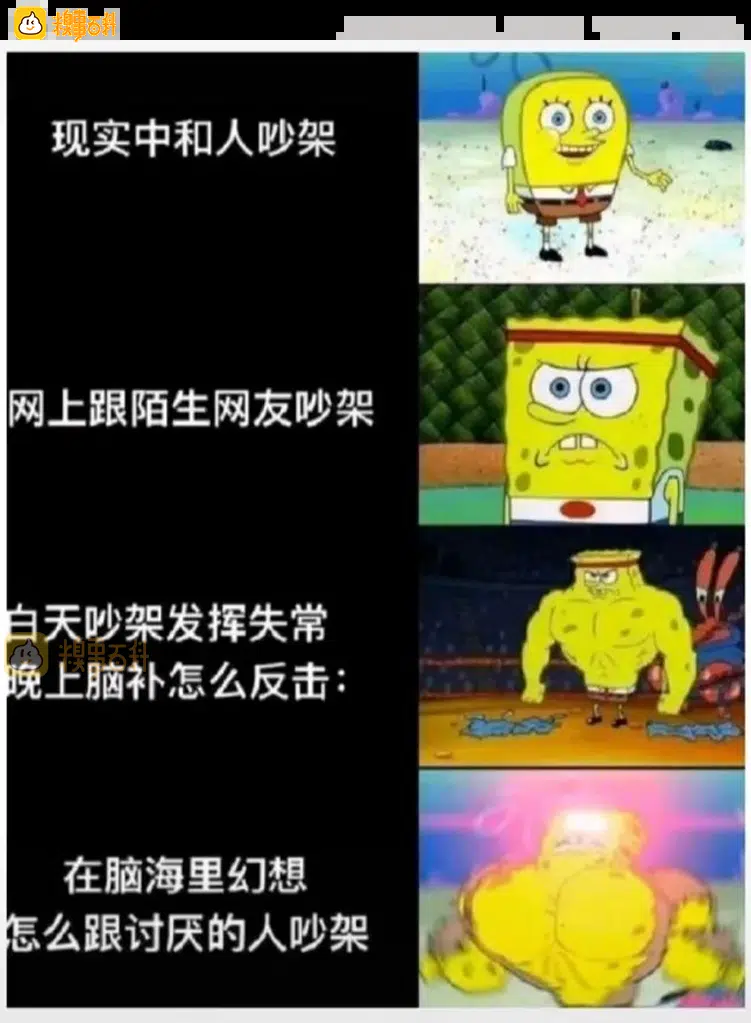 糗事百科
现实中和人吵架
网上跟陌生网友吵架
白天吵架发挥失常
糗事百科
晚上脑补怎么反击：
在脑海里幻想
怎么跟讨厌的人吵架